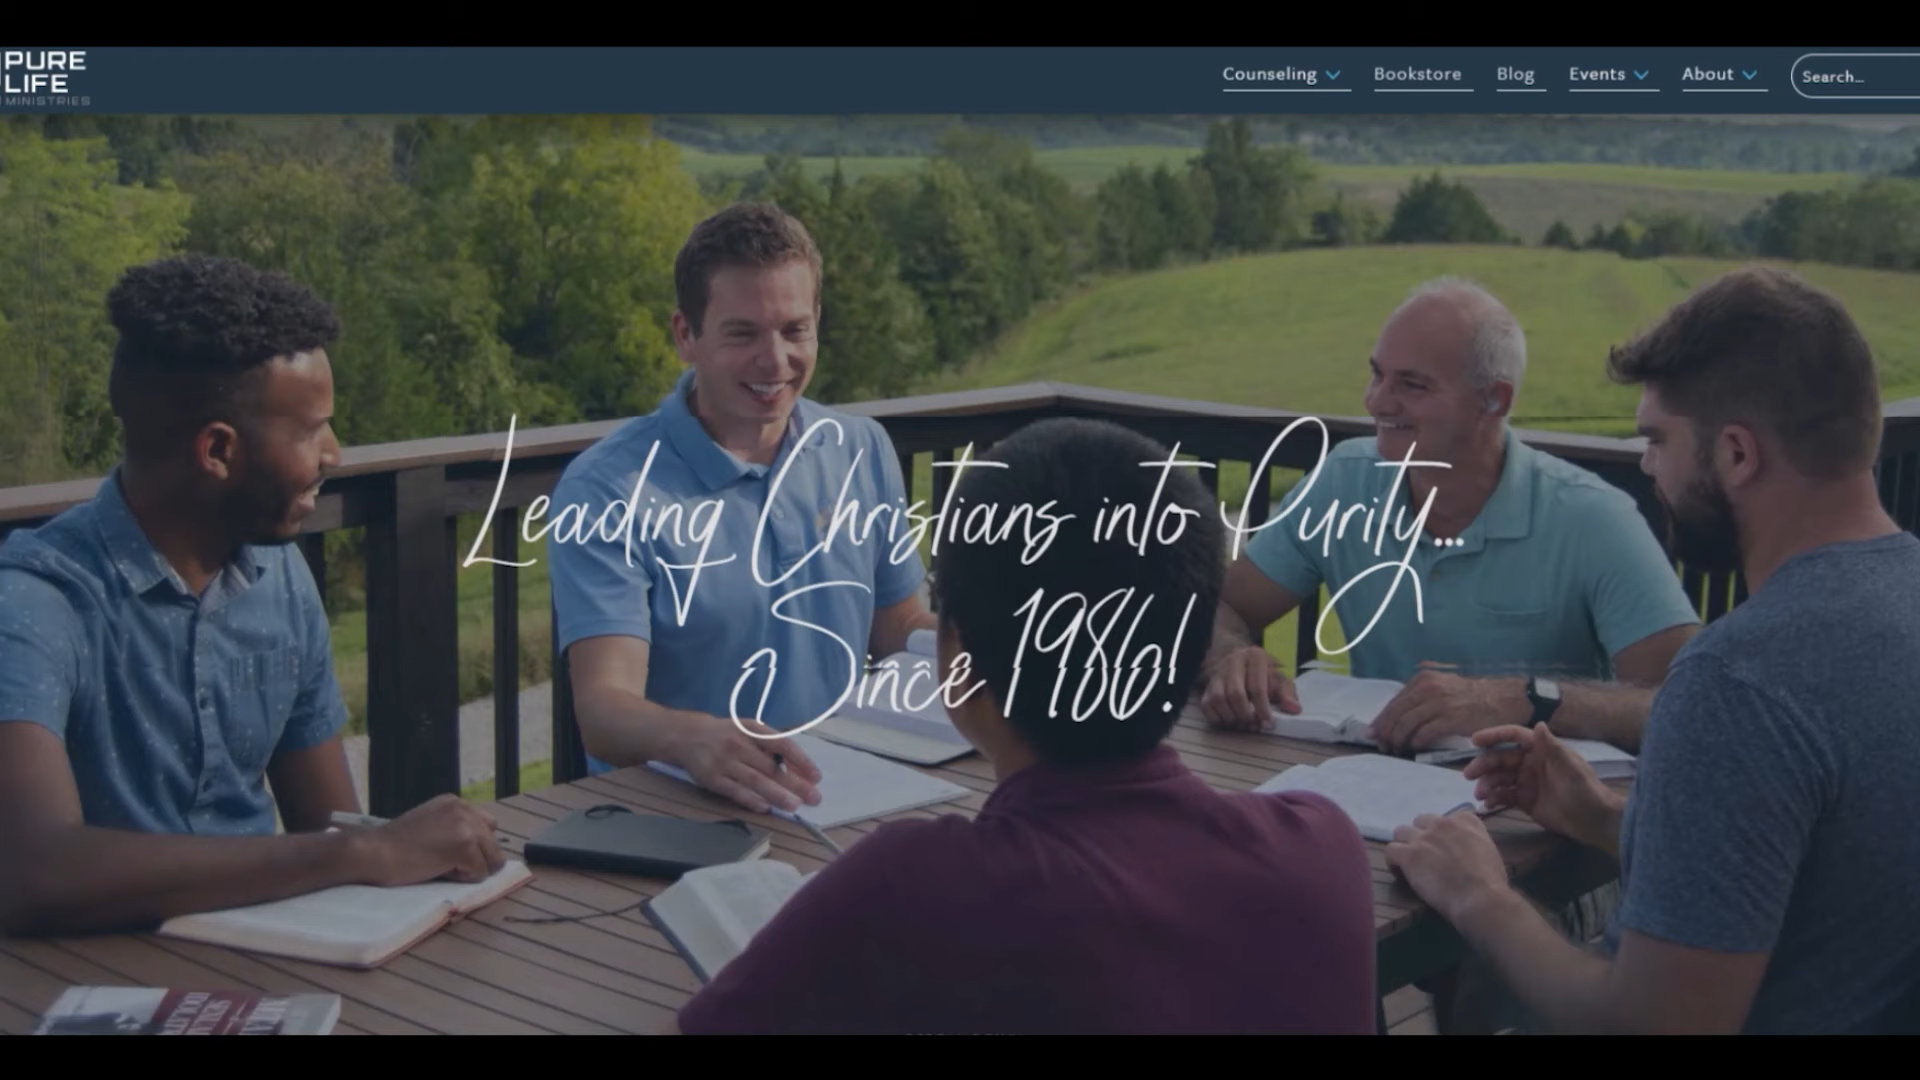 PURE
LIFE
MINISTRIES
Counseling
Bookstore
Blog
Events
About
Search...
Leading Christians into Purity...
Since 1986!